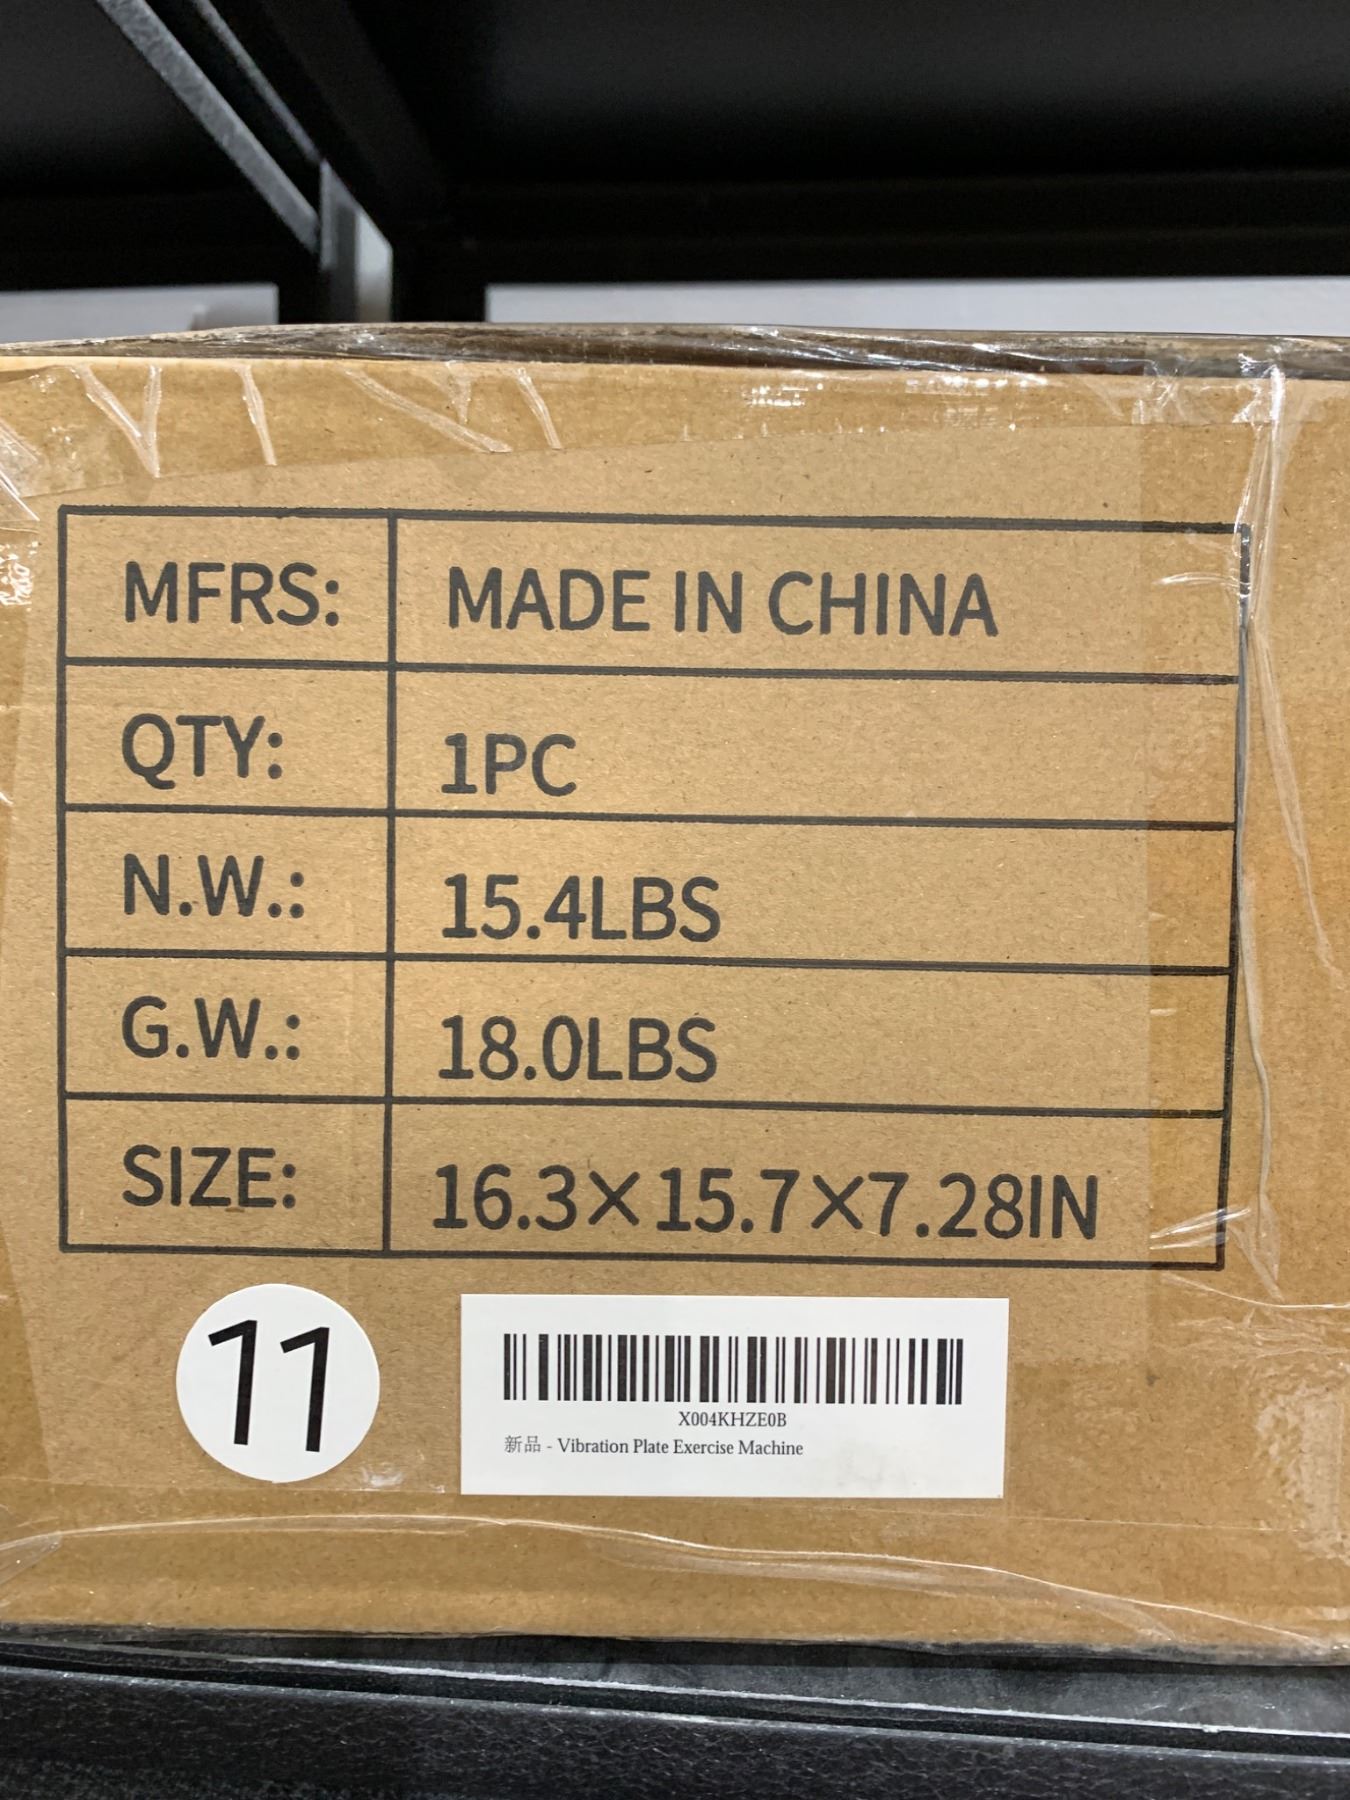 MFRS: MADE IN CHINA
QTY: 1PC
N.W.: 15.4LBS
G.W.: 18.0LBS
SIZE: 16.3×15.7×7.28IN
11
X004KHZE0B
新品 - Vibration Plate Exercise Machine